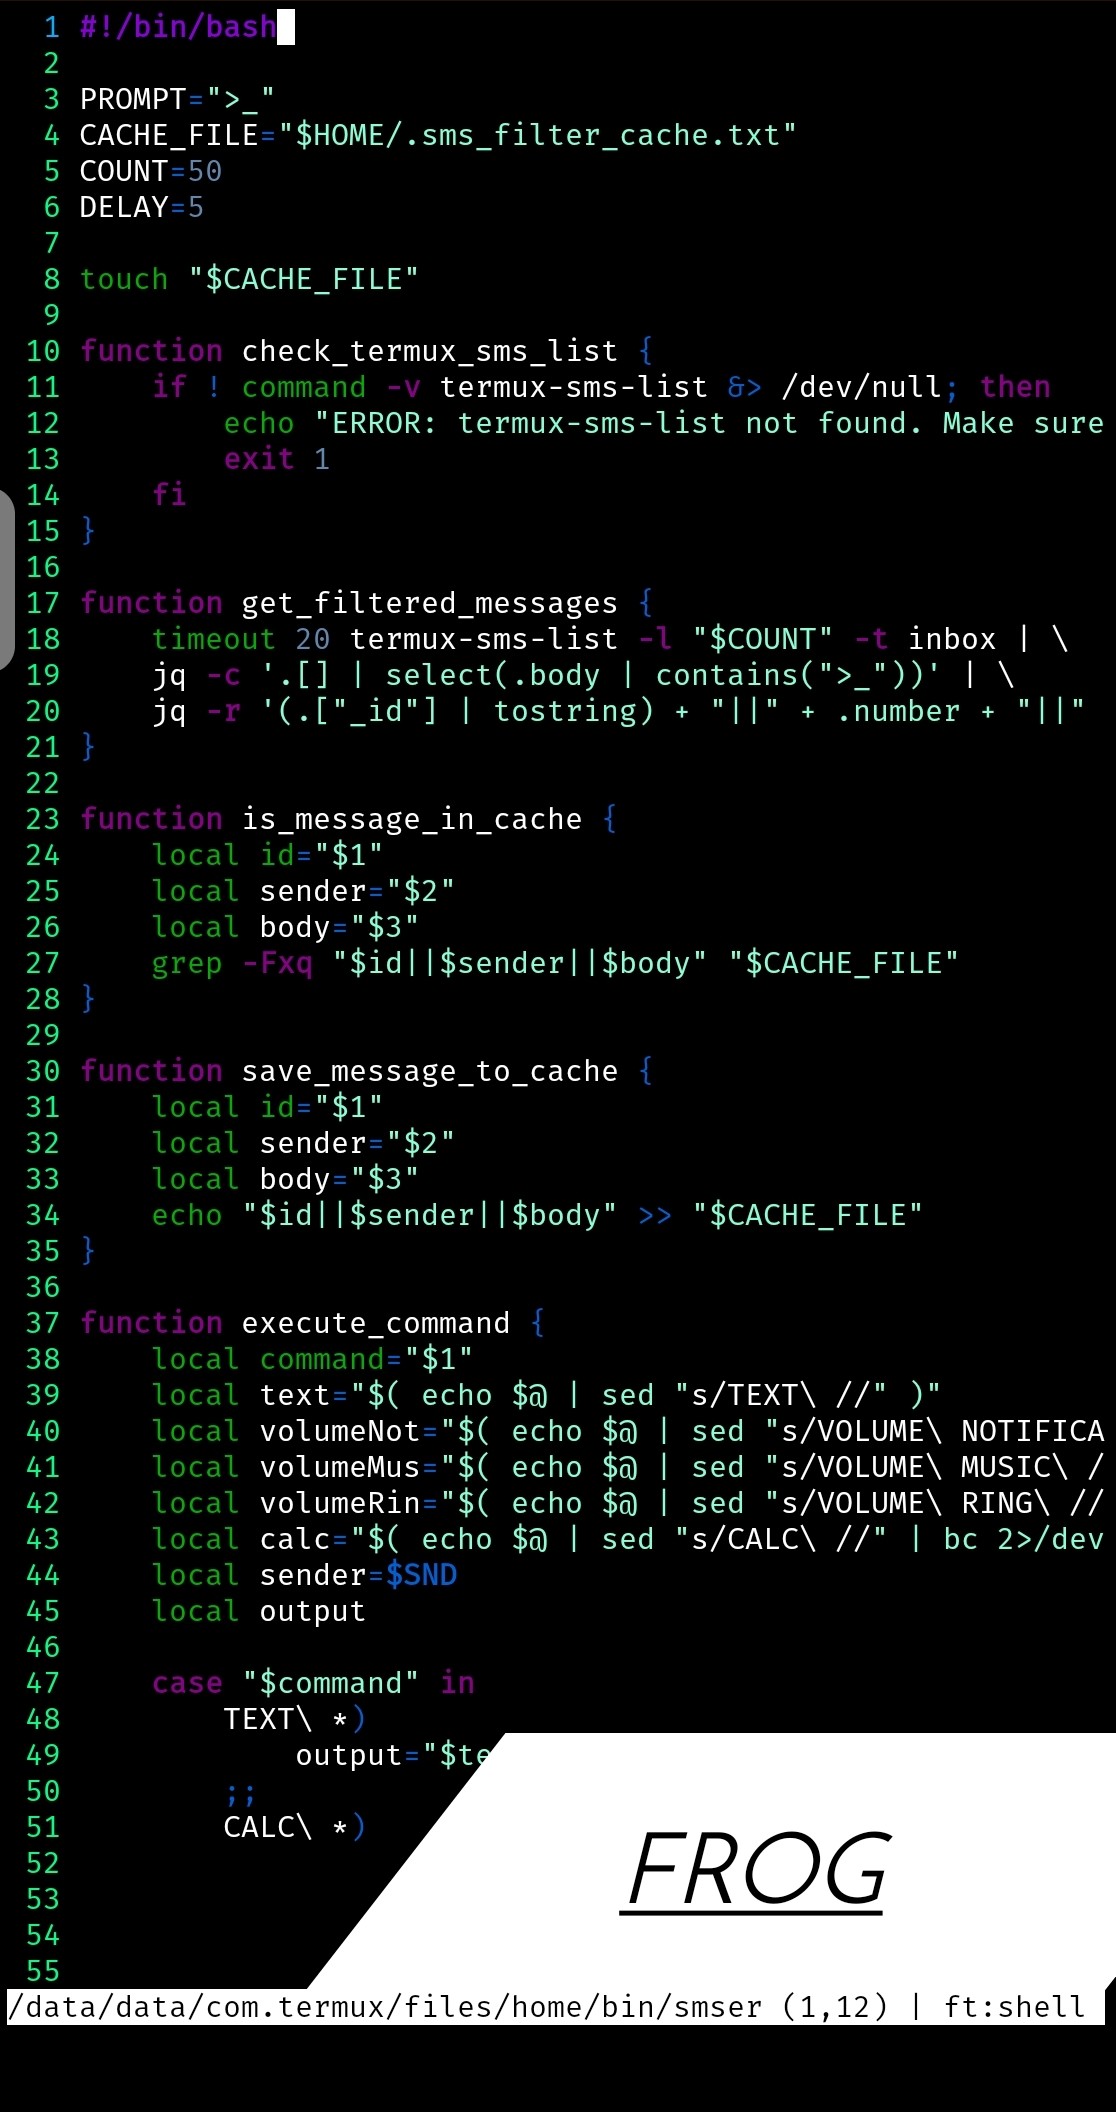 1 #!/bin/bash
2
3 PROMPT=">_"
4 CACHE_FILE="$HOME/.sms_filter_cache.txt"
5 COUNT=50
6 DELAY=5
7
8 touch "$CACHE_FILE"
9
10 function check_termux_sms_list {
11     if ! command -v termux-sms-list &> /dev/null; then
12         echo "ERROR: termux-sms-list not found. Make sure
13         exit 1
14     fi
15 }
16
17 function get_filtered_messages {
18     timeout 20 termux-sms-list -l "$COUNT" -t inbox | \
19     jq -c '.[] | select(.body | contains(">_"))' | \
20     jq -r '(.["_id"] | tostring) + "||" + .number + "||"
21 }
22
23 function is_message_in_cache {
24     local id="$1"
25     local sender="$2"
26     local body="$3"
27     grep -Fxq "$id||$sender||$body" "$CACHE_FILE"
28 }
29
30 function save_message_to_cache {
31     local id="$1"
32     local sender="$2"
33     local body="$3"
34     echo "$id||$sender||$body" >> "$CACHE_FILE"
35 }
36
37 function execute_command {
38     local command="$1"
39     local text="$( echo $@ | sed "s/TEXT\ //" )"
40     local volumeNot="$( echo $@ | sed "s/VOLUME\ NOTIFICA
41     local volumeMus="$( echo $@ | sed "s/VOLUME\ MUSIC\ /
42     local volumeRin="$( echo $@ | sed "s/VOLUME\ RING\ //
43     local calc="$( echo $@ | sed "s/CALC\ //" | bc 2>/dev
44     local sender=$SND
45     local output
46
47     case "$command" in
48         TEXT\ *)
49             output="$te
50         ;;
51         CALC\ *)
52
53
54
55
FROG
/data/data/com.termux/files/home/bin/smser (1,12) | ft:shell